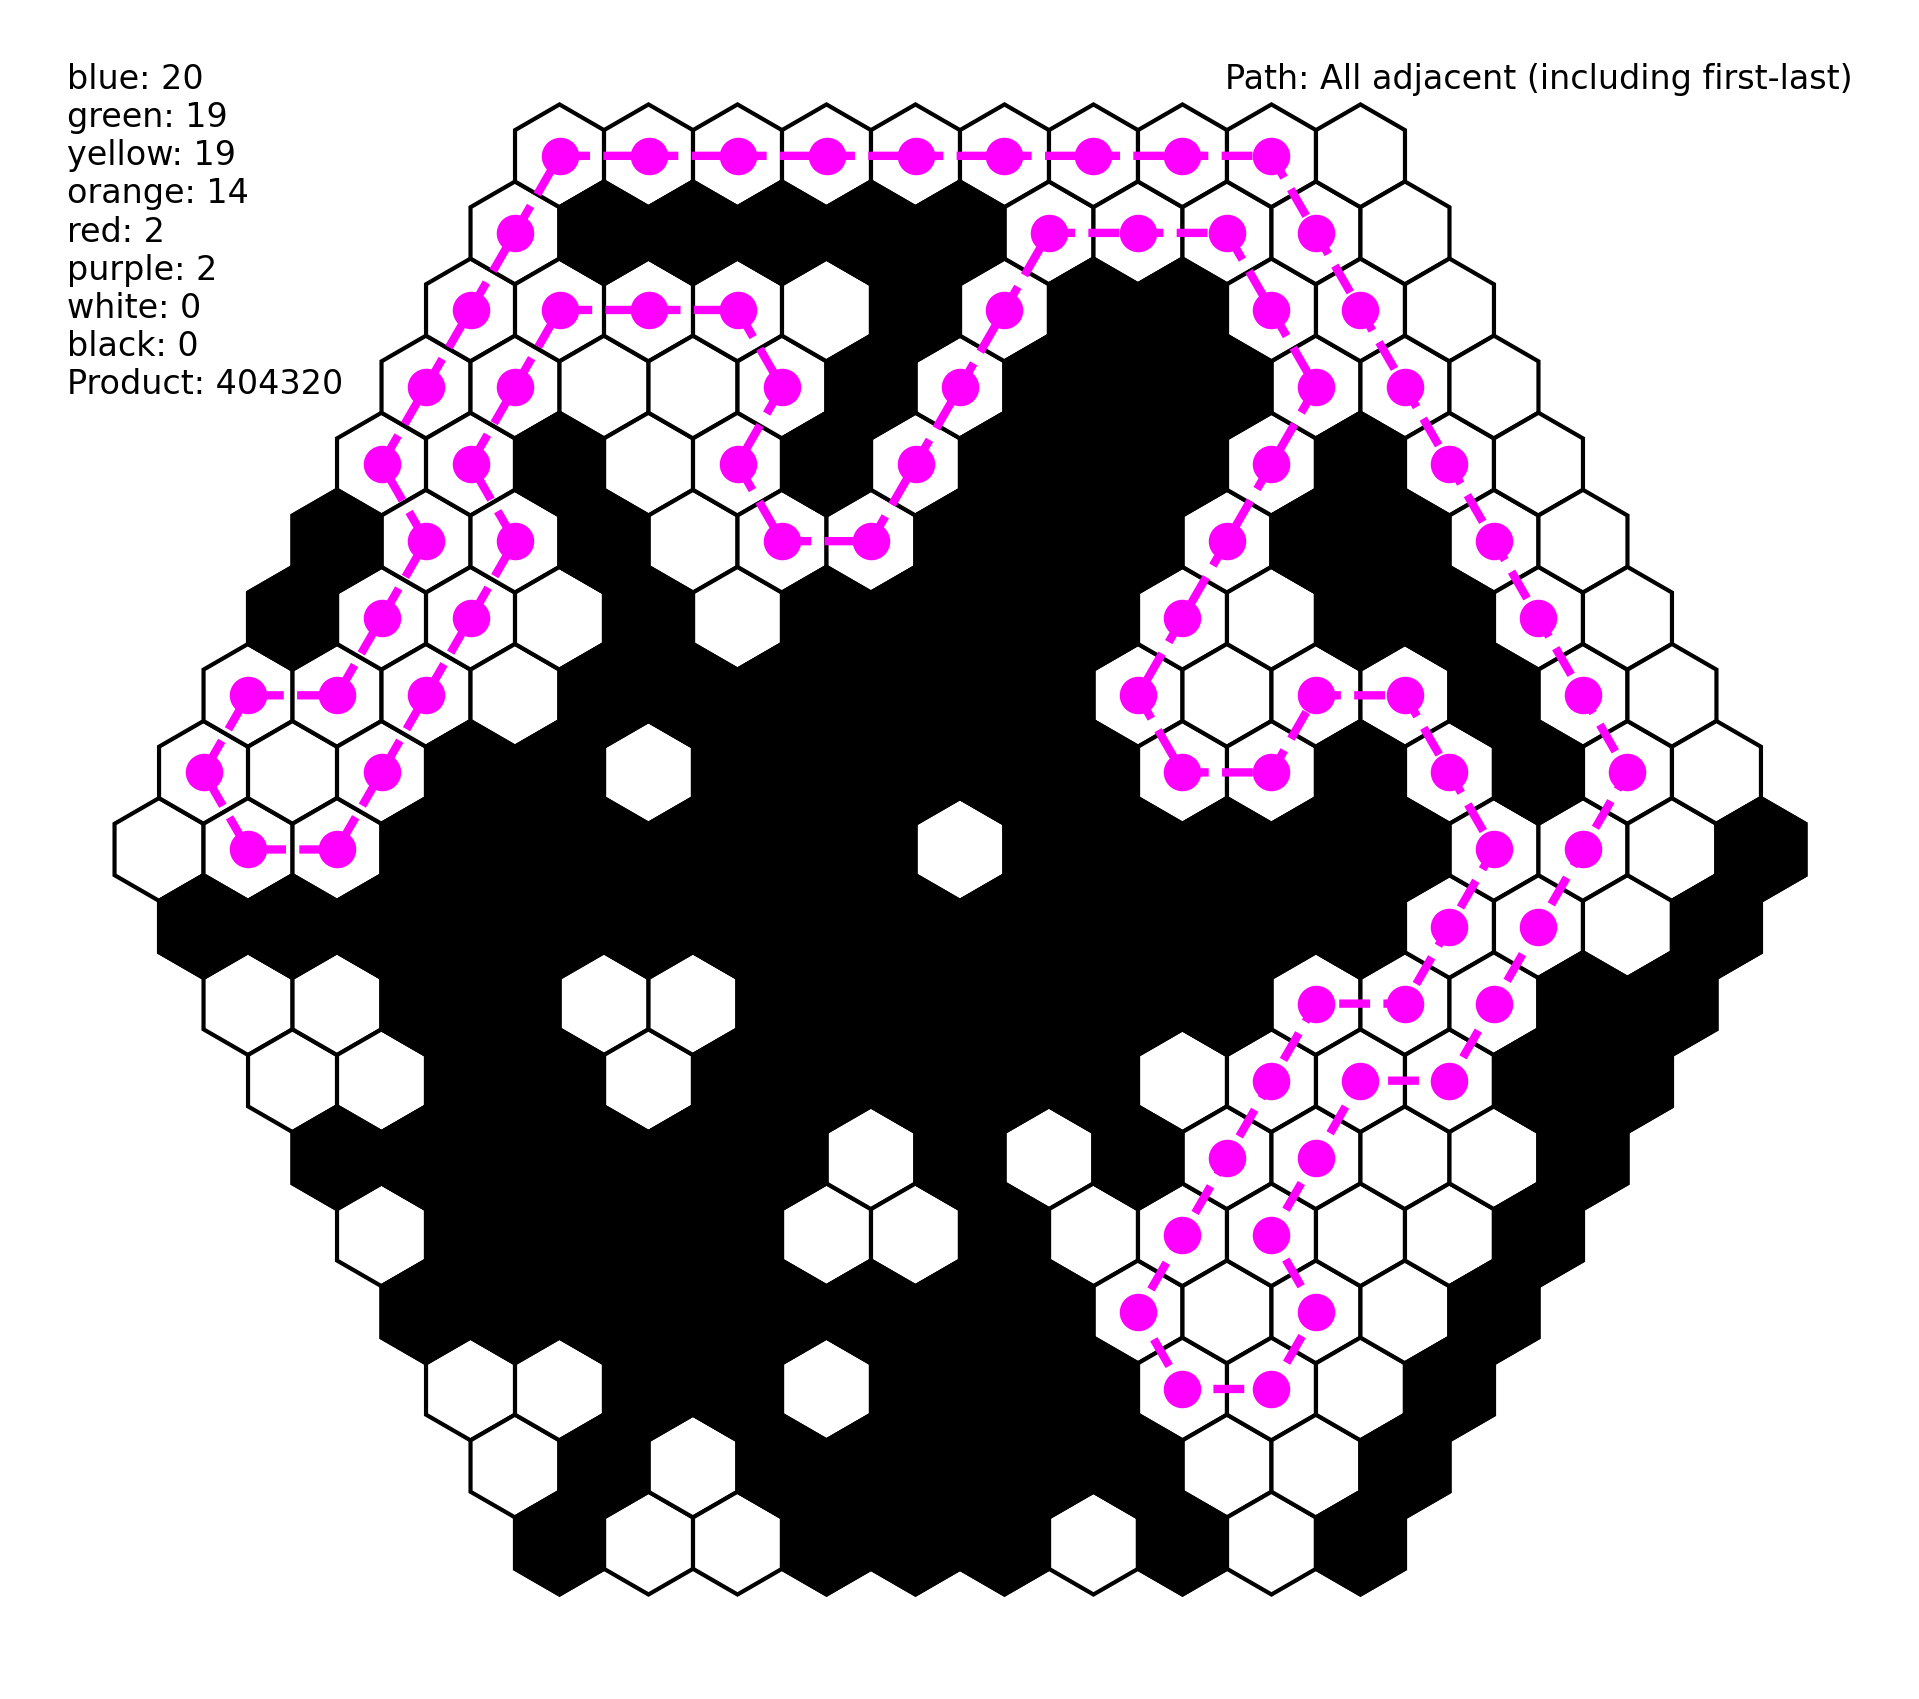 blue: 20
green: 19
yellow: 19
orange: 14
red: 2
purple: 2
white: 0
black: 0
Product: 404320
Path: All adjacent (including first-last)